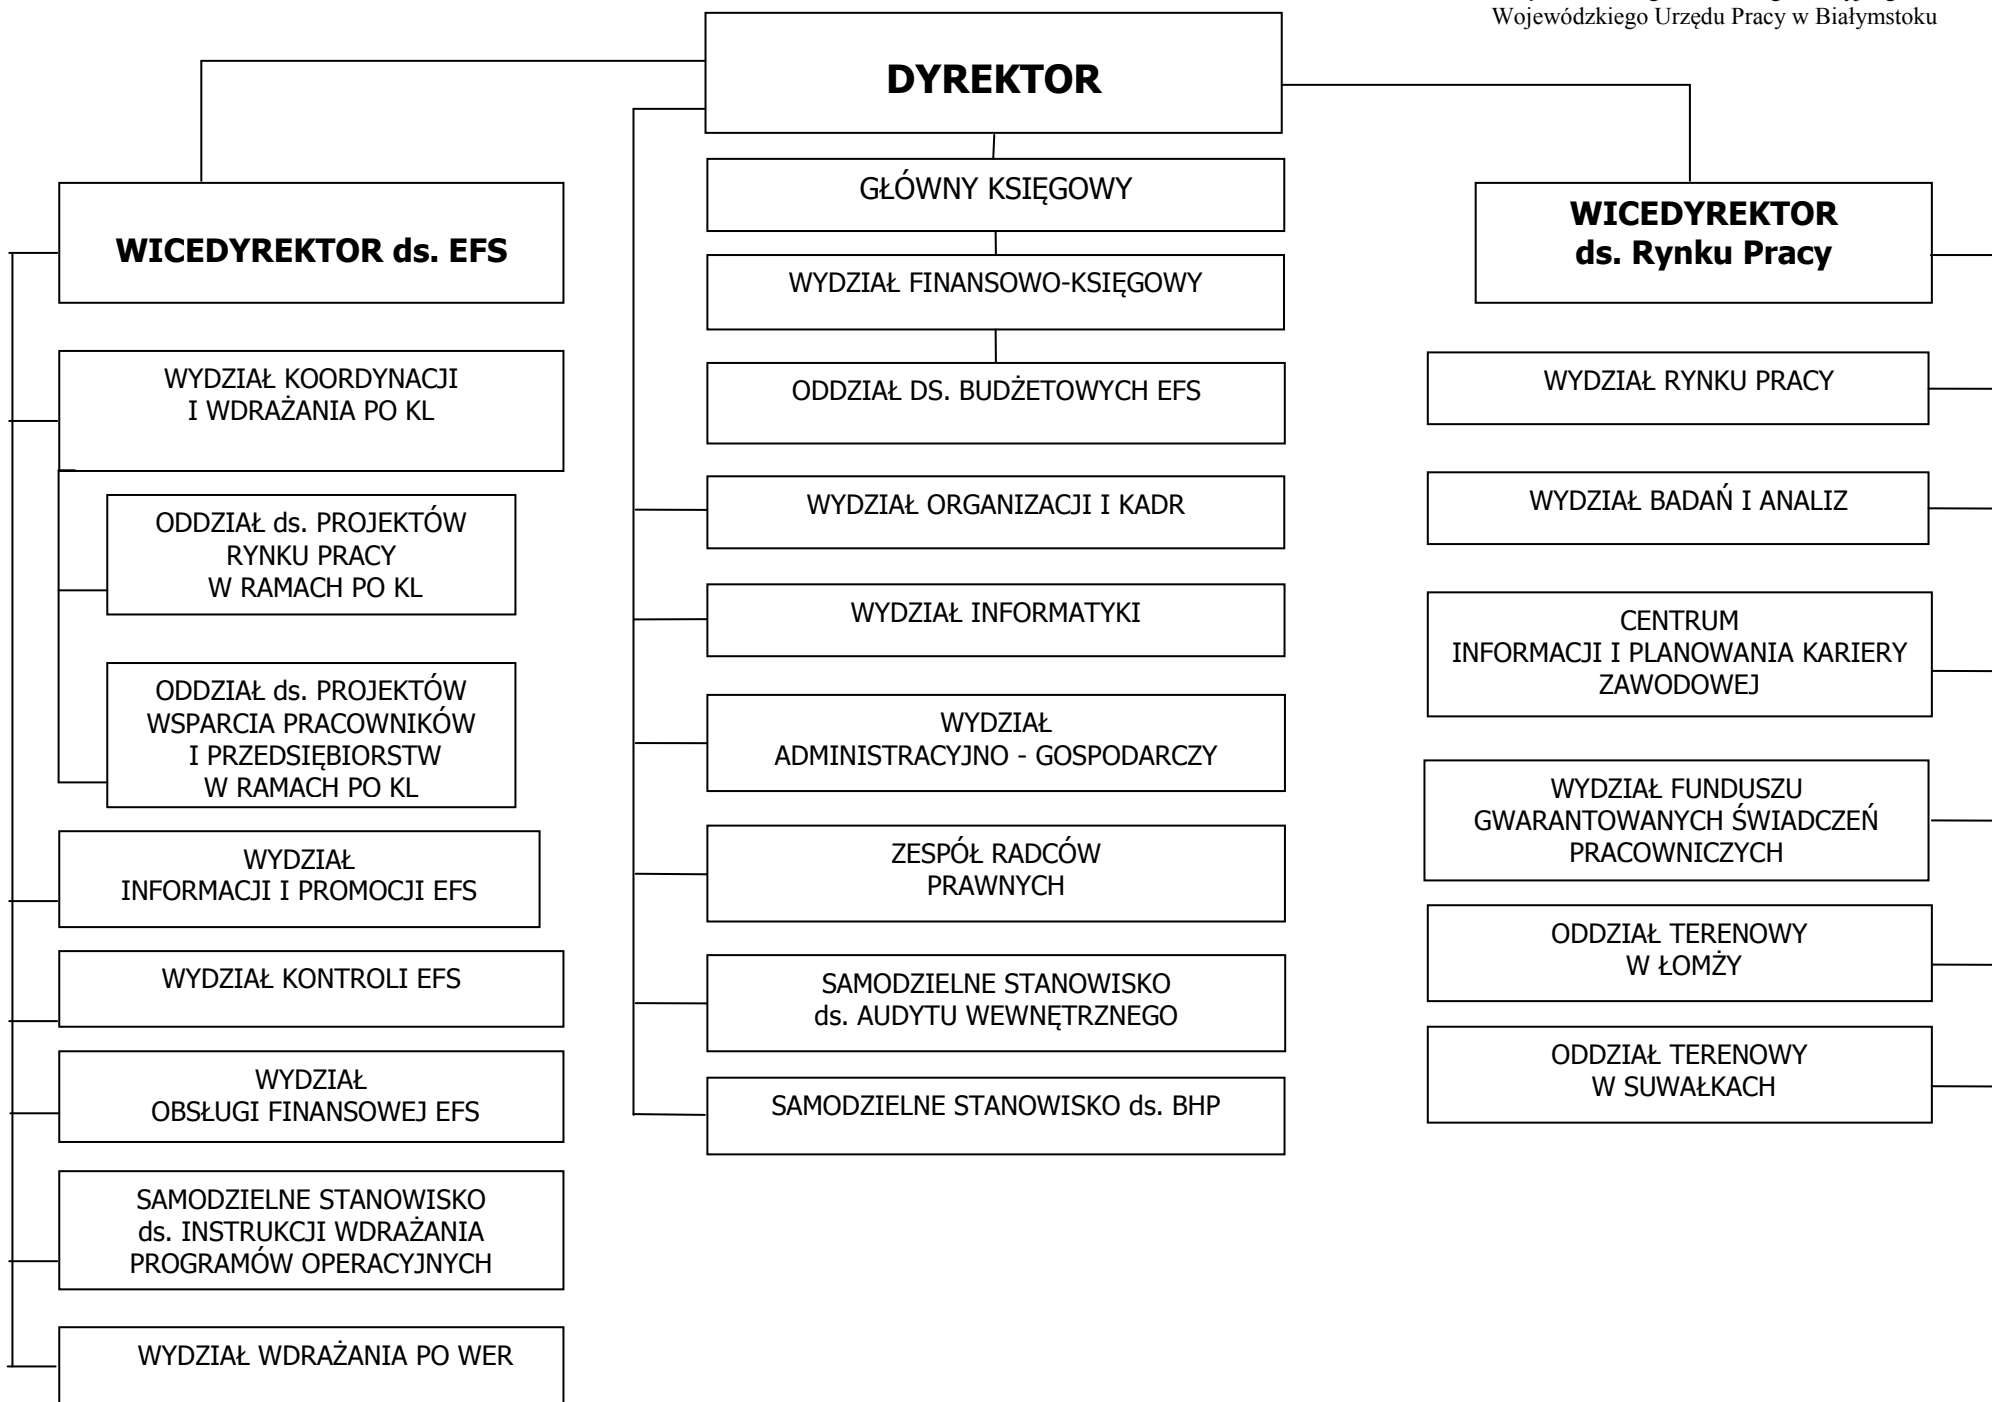 Wojewódzkiego Urzędu Pracy w Białymstoku
DYREKTOR
WICEDYREKTOR ds. EFS
WYDZIAŁ KOORDYNACJI
I WDRAŻANIA PO KL
ODDZIAŁ ds. PROJEKTÓW
RYNKU PRACY
W RAMACH PO KL
ODDZIAŁ ds. PROJEKTÓW
WSPARCIA PRACOWNIKÓW
I PRZEDSIĘBIORSTW
W RAMACH PO KL
WYDZIAŁ
INFORMACJI I PROMOCJI EFS
WYDZIAŁ KONTROLI EFS
WYDZIAŁ
OBSŁUGI FINANSOWEJ EFS
SAMODZIELNE STANOWISKO
ds. INSTRUKCJI WDRAŻANIA
PROGRAMÓW OPERACYJNYCH
WYDZIAŁ WDRAŻANIA PO WER
GŁÓWNY KSIĘGOWY
WYDZIAŁ FINANSOWO-KSIĘGOWY
ODDZIAŁ DS. BUDŻETOWYCH EFS
WYDZIAŁ ORGANIZACJI I KADR
WYDZIAŁ INFORMATYKI
WYDZIAŁ
ADMINISTRACYJNO - GOSPODARCZY
ZESPÓŁ RADCÓW
PRAWNYCH
SAMODZIELNE STANOWISKO
ds. AUDYTU WEWNĘTRZNEGO
SAMODZIELNE STANOWISKO ds. BHP
WICEDYREKTOR
ds. Rynku Pracy
WYDZIAŁ RYNKU PRACY
WYDZIAŁ BADAŃ I ANALIZ
CENTRUM
INFORMACJI I PLANOWANIA KARIERY
ZAWODOWEJ
WYDZIAŁ FUNDUSZU
GWARANTOWANYCH ŚWIADCZEŃ
PRACOWNICZYCH
ODDZIAŁ TERENOWY
W ŁOMŻY
ODDZIAŁ TERENOWY
W SUWAŁKACH